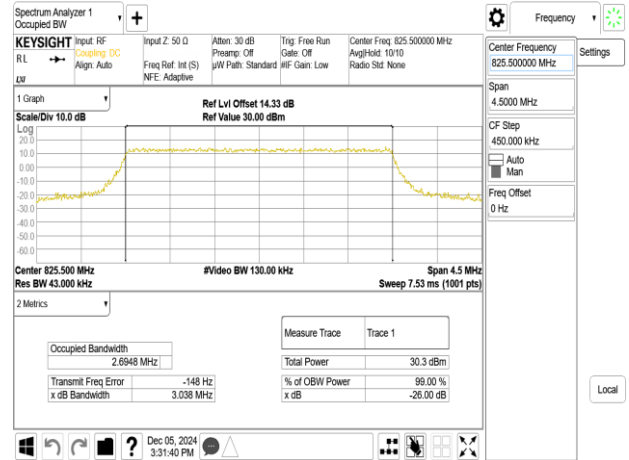 Spectrum Analyzer 1
Occupied BW
Frequency
KEYSIGHT
RL
LXI
Input: RF
Coupling: DC
Align: Auto
Input Z: 50 Ω
Freq Ref: Int (S)
NFE: Adaptive
Atten: 30 dB
Preamp: Off
µW Path: Standard
Trig: Free Run
Gate: Off
#IF Gain: Low
Center Freq: 825.500000 MHz
Avg|Hold: 10/10
Radio Std: None
Center Frequency
825.500000 MHz
Settings
Span
4.5000 MHz
CF Step
450.000 kHz
Auto
Man
Freq Offset
0 Hz
Local
1 Graph
Scale/Div 10.0 dB
Ref Lvl Offset 14.33 dB
Ref Value 30.00 dBm
Log
20.0
10.0
0.00
-10.0
-20.0
-30.0
-40.0
-50.0
-60.0
Center 825.500 MHz
#Video BW 130.00 kHz
Span 4.5 MHz
Res BW 43.000 kHz
Sweep 7.53 ms (1001 pts)
2 Metrics
Measure Trace Trace 1
Occupied Bandwidth
2.6948 MHz
Total Power 30.3 dBm
Transmit Freq Error -148 Hz
% of OBW Power 99.00 %
x dB Bandwidth 3.038 MHz
x dB -26.00 dB
?
Dec 05, 2024
3:31:40 PM